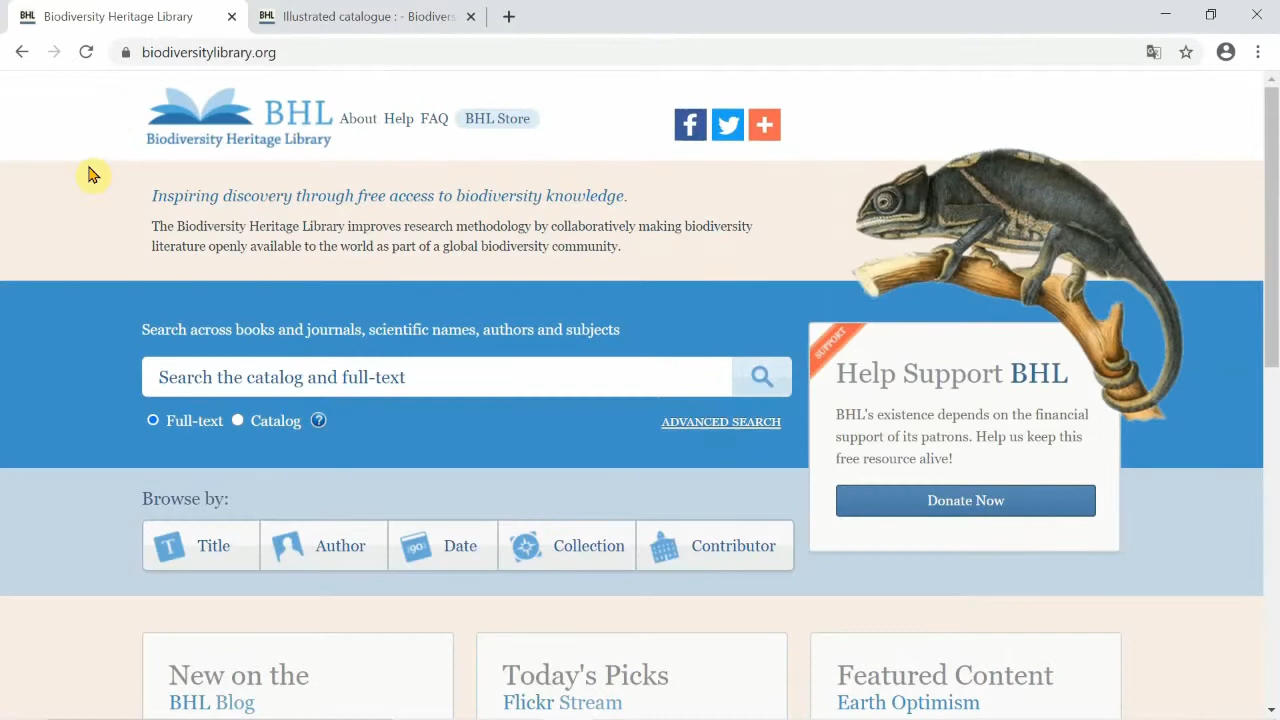 BHL Biodiversity Heritage Library
BHL Illustrated catalogue : - Biodivers
biodiversitylibrary.org
BHL
Biodiversity Heritage Library
About Help FAQ BHL Store
Inspiring discovery through free access to biodiversity knowledge.
The Biodiversity Heritage Library improves research methodology by collaboratively making biodiversity
literature openly available to the world as part of a global biodiversity community.
Search across books and journals, scientific names, authors and subjects
Search the catalog and full-text
Full-text Catalog ?
ADVANCED SEARCH
SUPPORT
Help Support BHL
BHL's existence depends on the financial
support of its patrons. Help us keep this
free resource alive!
Donate Now
Browse by:
T Title
Author
90 Date
Collection
Contributor
New on the
BHL Blog
Today's Picks
Flickr Stream
Featured Content
Earth Optimism